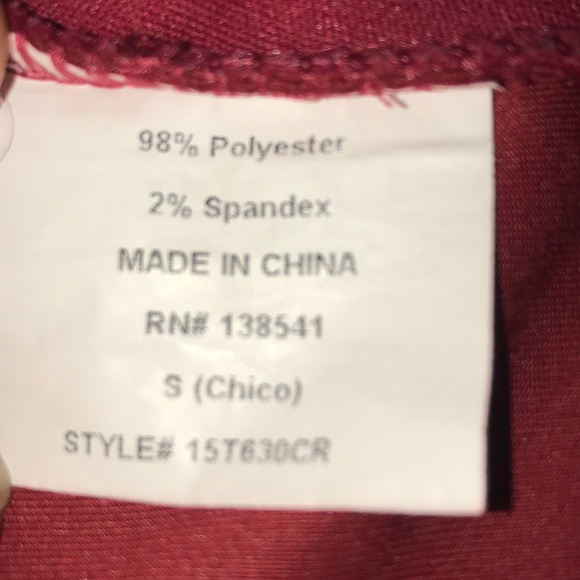 98% Polyester
2% Spandex
MADE IN CHINA
RN# 138541
S (Chico)
STYLE# 15T630CR